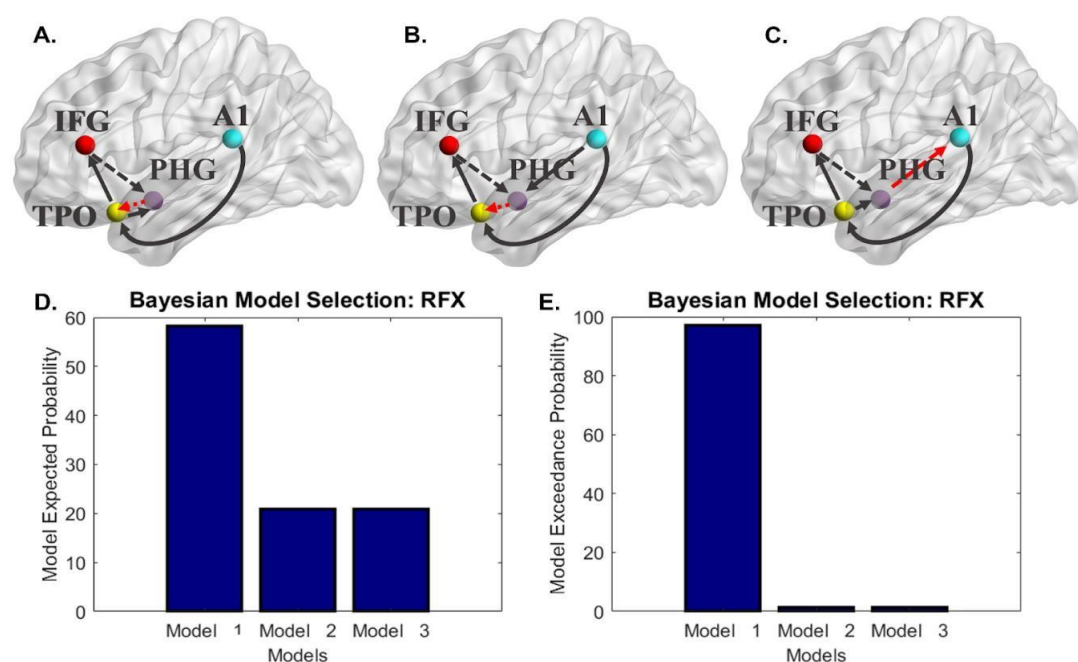 A.
IFG
A1
PHG
TPO
B.
IFG
A1
PHG
TPO
C.
IFG
A1
PHG
TPO
D.
Bayesian Model Selection: RFX
Model Expected Probability
60
50
40
30
20
10
0
Model 1 Model 2 Model 3
Models
E.
Bayesian Model Selection: RFX
Model Exceedance Probability
100
80
60
40
20
0
Model 1 Model 2 Model 3
Models